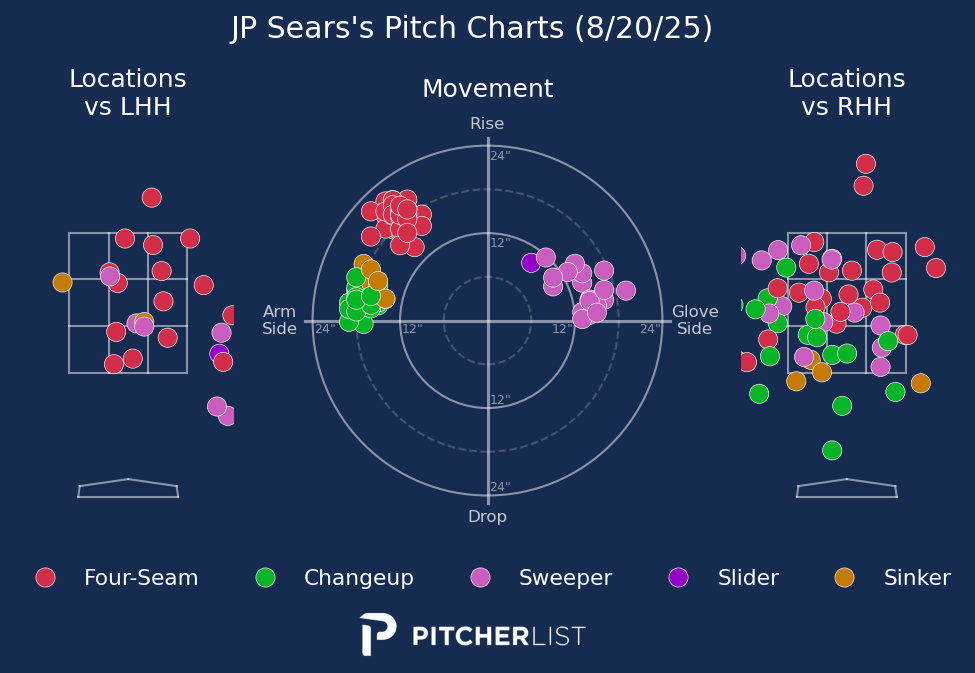 JP Sears's Pitch Charts (8/20/25)
Locations
vs LHH
Movement
Locations
vs RHH
Rise
24"
12"
Arm
Side
24"
12"
12"
24"
Glove
Side
12"
24"
Drop
Four-Seam
Changeup
Sweeper
Slider
Sinker
PITCHERLIST